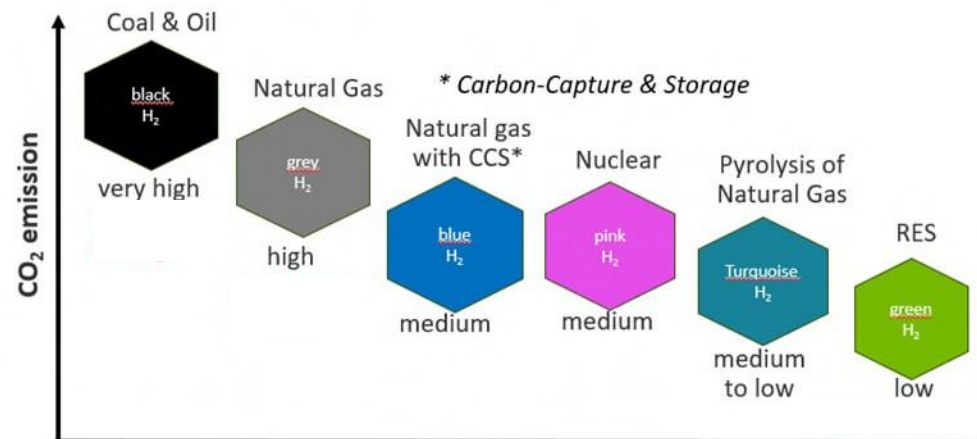 Coal & Oil
black
H₂
very high
Natural Gas
grey
H₂
high
* Carbon-Capture & Storage
Natural gas
with CCS*
blue
H₂
medium
Nuclear
pink
H₂
medium
Pyrolysis of
Natural Gas
Turquoise
H₂
medium
to low
RES
green
H₂
low
CO₂ emission